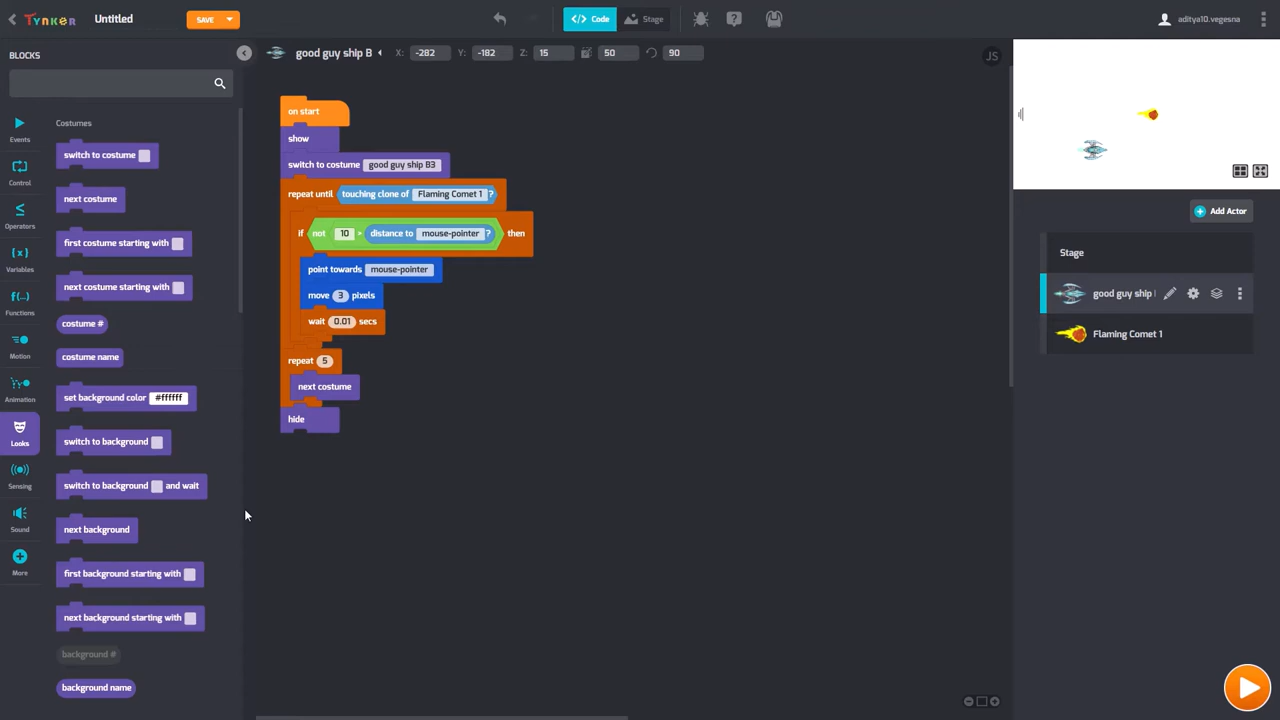 TYNKER
Untitled
SAVE
</> Code
Stage
aditya10.vegesna
BLOCKS
good guy ship B
X: -282
Y: -182
Z: 15
50
90
JS
Events
Control
Operators
Variables
Functions
Motion
Animation
Looks
Sensing
Sound
More
Costumes
switch to costume
next costume
first costume starting with
next costume starting with
costume #
costume name
set background color #ffffff
switch to background
switch to background and wait
next background
first background starting with
next background starting with
background #
background name
on start
show
switch to costume good guy ship B3
repeat until touching clone of Flaming Comet 1 ?
if not 10 > distance to mouse-pointer ? then
point towards mouse-pointer
move 3 pixels
wait 0.01 secs
repeat 5
next costume
hide
Add Actor
Stage
good guy ship
Flaming Comet 1